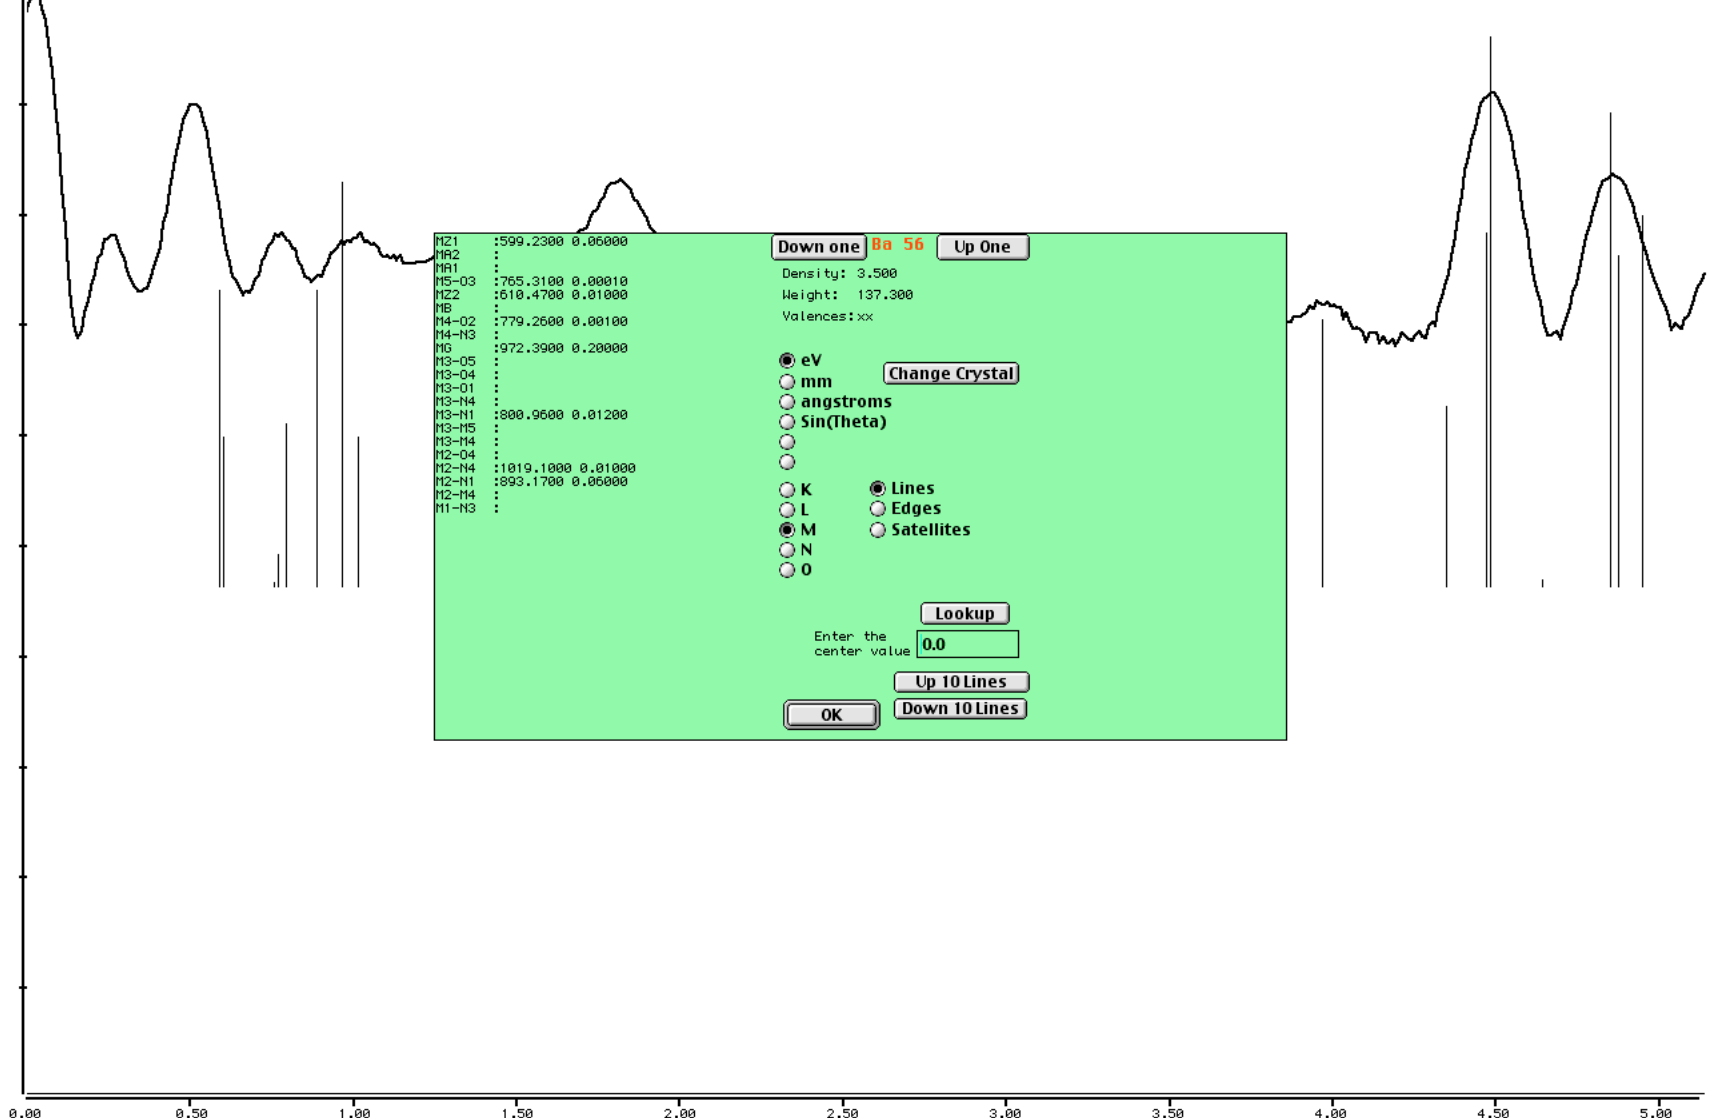 MZ1 :599.2300 0.06000
MA2 :
MA1 :
M5-O3 :765.3100 0.00010
MZ2 :610.4700 0.01000
MB :
M4-O2 :779.2600 0.00100
M4-N3 :
MG :972.3900 0.20000
M3-O5 :
M3-O4 :
M3-O1 :
M3-N4 :
M3-N1 :800.9600 0.01200
M3-M5 :
M3-M4 :
M2-O4 :
M2-N4 :1019.1000 0.01000
M2-N1 :893.1700 0.06000
M2-M4 :
M1-N3 :
Down one Ba 56 Up One
Density: 3.500
Weight: 137.300
Valences:xx
eV
mm
angstroms
Sin(Theta)
Change Crystal
K
L
M
N
O
Lines
Edges
Satellites
Lookup
Enter the
center value 0.0
Up 10 Lines
Down 10 Lines
OK
0.00 0.50 1.00 1.50 2.00 2.50 3.00 3.50 4.00 4.50 5.00